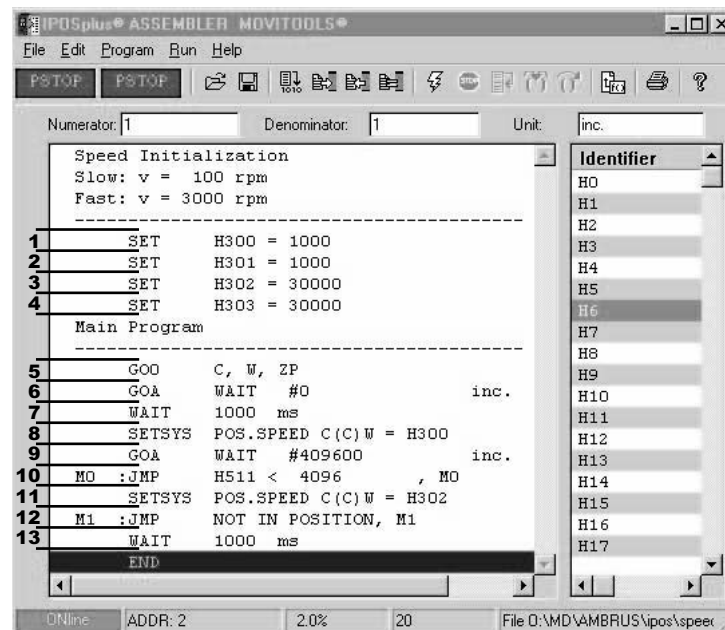 IPOSplus® ASSEMBLER MOVITOOLS®
File Edit Program Run Help
PSTOP PSTOP
Numerator: 1 Denominator: 1 Unit: inc.
Speed Initialization
Slow: v = 100 rpm
Fast: v = 3000 rpm
------------------------------------------
1 SET H300 = 1000
2 SET H301 = 1000
3 SET H302 = 30000
4 SET H303 = 30000
Main Program
------------------------------------------
5 GO0 C, W, ZP
6 GOA WAIT #0 inc.
7 WAIT 1000 ms
8 SETSYS POS.SPEED C(C)W = H300
9 GOA WAIT #409600 inc.
10 M0 :JMP H511 < 4096 , M0
11 SETSYS POS.SPEED C(C)W = H302
12 M1 :JMP NOT IN POSITION, M1
13 WAIT 1000 ms
END
Identifier
H0
H1
H2
H3
H4
H5
H6
H7
H8
H9
H10
H11
H12
H13
H14
H15
H16
H17
ONline ADDR: 2 2.0% 20 File O:\MD\AMBRUS\ipos\speec